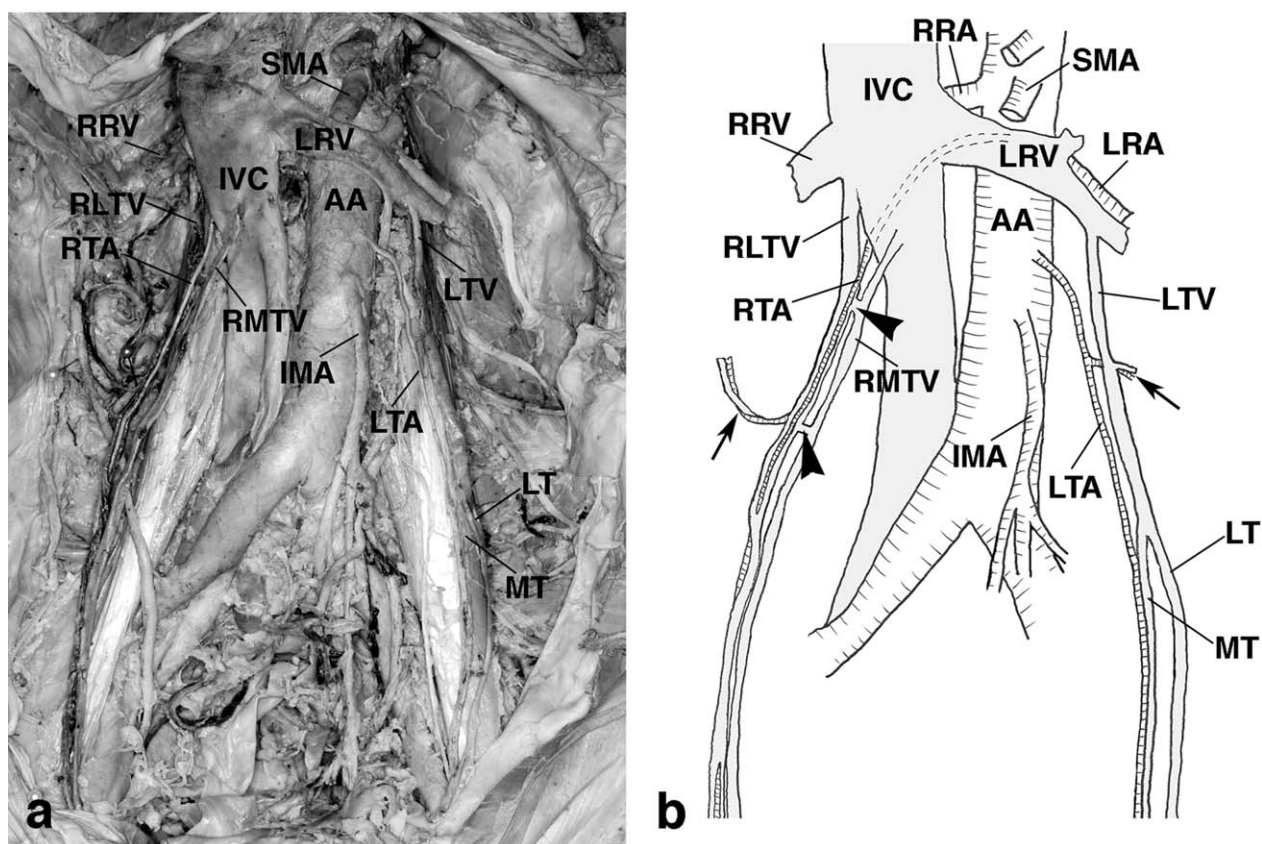 SMA
RRV
LRV
IVC
AA
RLTV
RTA
LTV
RMTV
IMA
LTA
LT
MT
a
RRA
SMA
IVC
RRV
LRV
LRA
AA
RLTV
RTA
LTV
RMTV
IMA
LTA
LT
MT
b